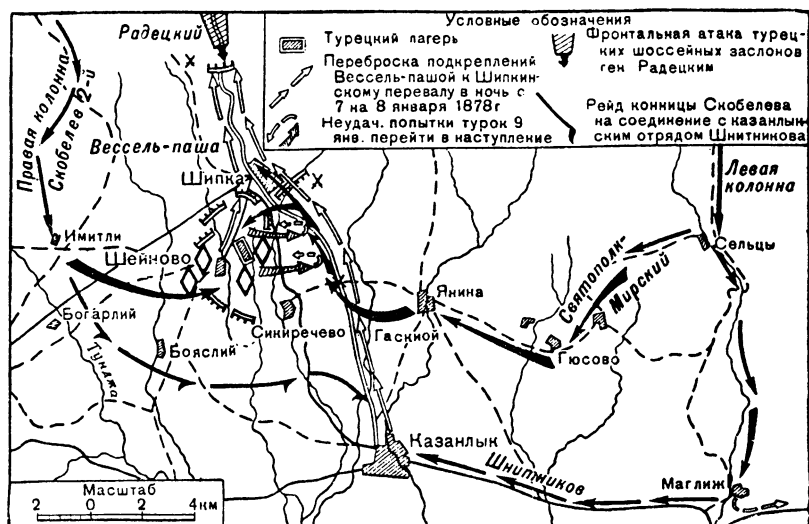 Условные обозначения
Турецкий лагерь
Переброска подкреплений
Вессель-пашой к Шипкин-
скому перевалу в ночь с
7 на 8 января 1878г
Неудач. попытки турок 9
янв. перейти в наступление
Фронтальная атака турец-
ких шоссейных заслонов
ген Радецким
Рейд конницы Скобелева
на соединение с казанлык-
ским отрядом Шнитникова
Радецкий
Правая колонна-
Скобелев 2-й
Вессель-паша
Шипка
Левая
колонна
Имитли
Шейново
Сельцы
Святополк-
Мирский
Янина
Богарлий
Сикиречево
Гаскиой
Бояслий
Гюсово
Тунджа
Казанлык
Шнитников
Маглиж
Масштаб
2 0 2 4км